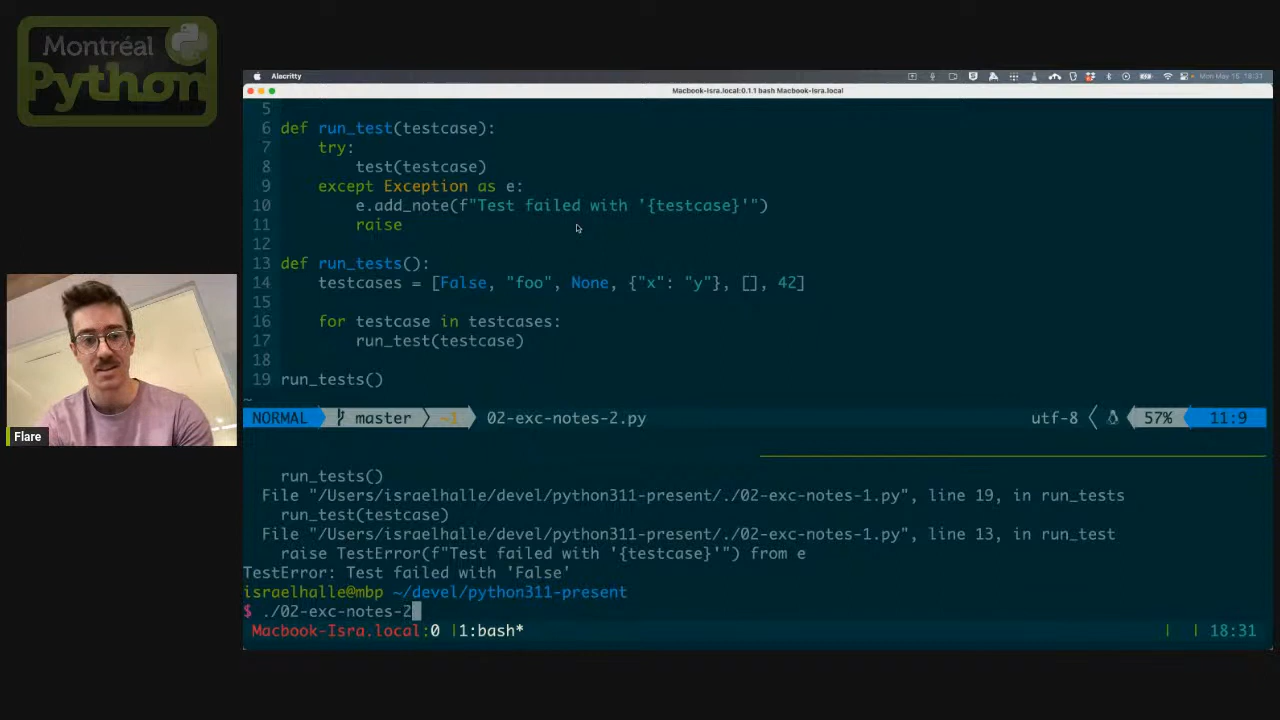 Montréal
Python
Alacritty
Mon May 15 18:31
Macbook-Isra.local:0.1.1 bash Macbook-Isra.local
5
6 def run_test(testcase):
7     try:
8         test(testcase)
9     except Exception as e:
10         e.add_note(f"Test failed with '{testcase}'")
11         raise
12
13 def run_tests():
14     testcases = [False, "foo", None, {"x": "y"}, [], 42]
15
16     for testcase in testcases:
17         run_test(testcase)
18
19 run_tests()
~
NORMAL master ~1 02-exc-notes-2.py utf-8 57% 11:9
    run_tests()
  File "/Users/israelhalle/devel/python311-present/./02-exc-notes-1.py", line 19, in run_tests
    run_test(testcase)
  File "/Users/israelhalle/devel/python311-present/./02-exc-notes-1.py", line 13, in run_test
    raise TestError(f"Test failed with '{testcase}'") from e
TestError: Test failed with 'False'
israelhalle@mbp ~/devel/python311-present
$ ./02-exc-notes-2
Macbook-Isra.local:0 |1:bash* | | 18:31
Flare